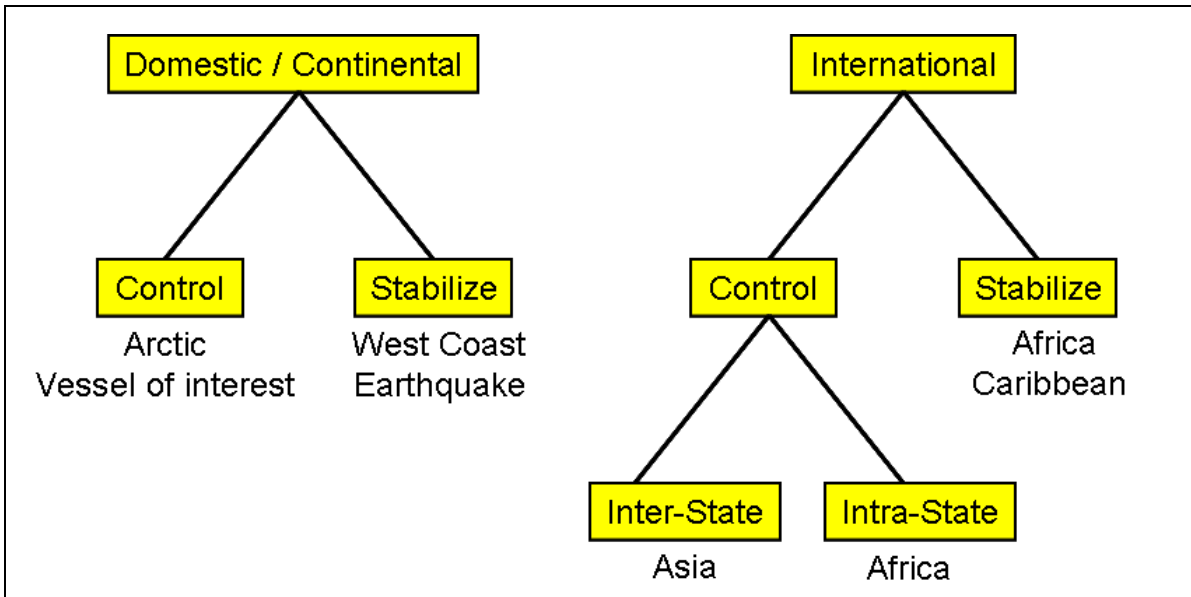 Domestic / Continental
International
Control
Stabilize
Control
Stabilize
Arctic
Vessel of interest
West Coast
Earthquake
Africa
Caribbean
Inter-State
Intra-State
Asia
Africa